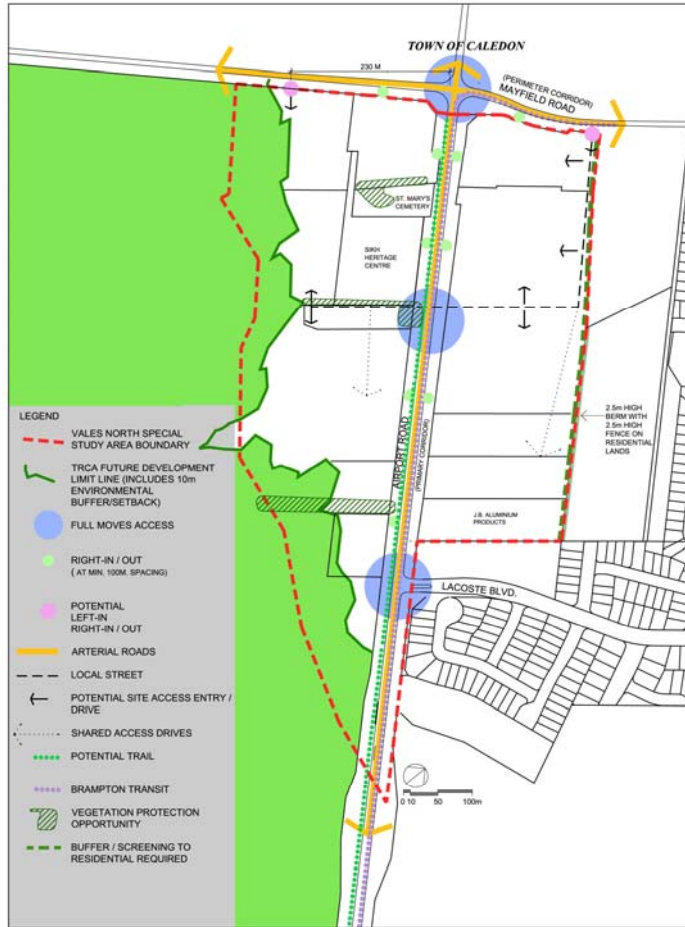 TOWN OF CALEDON
230 M
(PERIMETER CORRIDOR)
MAYFIELD ROAD
ST. MARY'S
CEMETERY
SIKH
HERITAGE
CENTRE
AIRPORT ROAD
(PRIMARY CORRIDOR)
2.5m HIGH
BERM WITH
2.5m HIGH
FENCE ON
RESIDENTIAL
LANDS
J.B. ALUMINIUM
PRODUCTS
LACOSTE BLVD.
0 10 50 100m
LEGEND
VALES NORTH SPECIAL
STUDY AREA BOUNDARY
TRCA FUTURE DEVELOPMENT
LIMIT LINE (INCLUDES 10m
ENVIRONMENTAL
BUFFER/SETBACK)
FULL MOVES ACCESS
RIGHT-IN / OUT
( AT MIN. 100M. SPACING)
POTENTIAL
LEFT-IN
RIGHT-IN / OUT
ARTERIAL ROADS
LOCAL STREET
POTENTIAL SITE ACCESS ENTRY /
DRIVE
SHARED ACCESS DRIVES
POTENTIAL TRAIL
BRAMPTON TRANSIT
VEGETATION PROTECTION
OPPORTUNITY
BUFFER / SCREENING TO
RESIDENTIAL REQUIRED